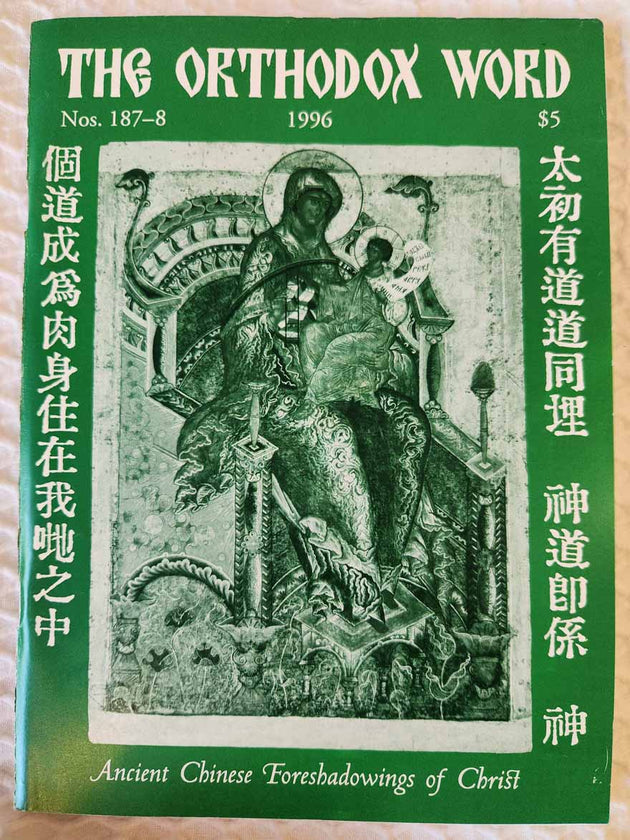 THE ORTHODOX WORD
Nos. 187–8 1996 $5
太初有道道同埋 神道卽係 神
個道成爲肉身住在我哋之中
Ancient Chinese Foreshadowings of Christ